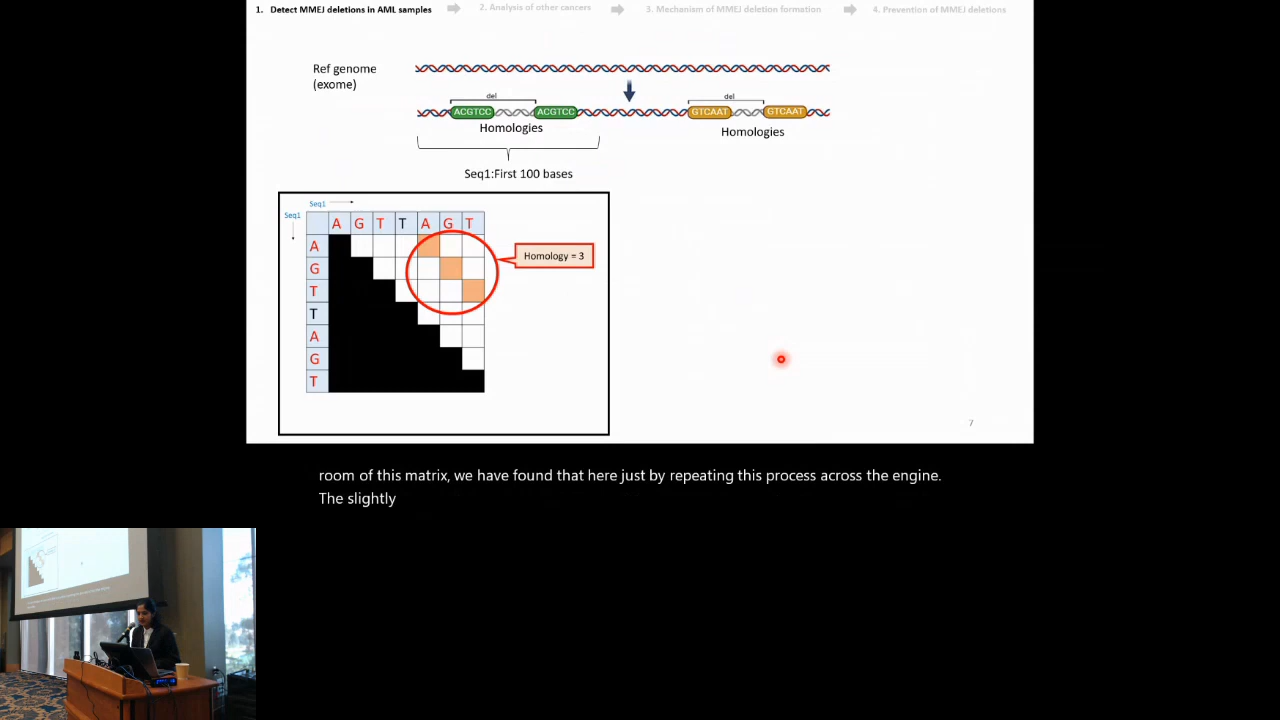 1. Detect MMEJ deletions in AML samples 2. Analysis of other cancers 3. Mechanism of MMEJ deletion formation 4. Prevention of MMEJ deletions
Ref genome
(exome)
del del
ACGTCC ACGTCC GTCAAT GTCAAT
Homologies Homologies
Seq1:First 100 bases
Seq1
Seq1
A G T T A G T
A
G
T
T
A
G
T
Homology = 3
7
room of this matrix, we have found that here just by repeating this process across the engine.
The slightly